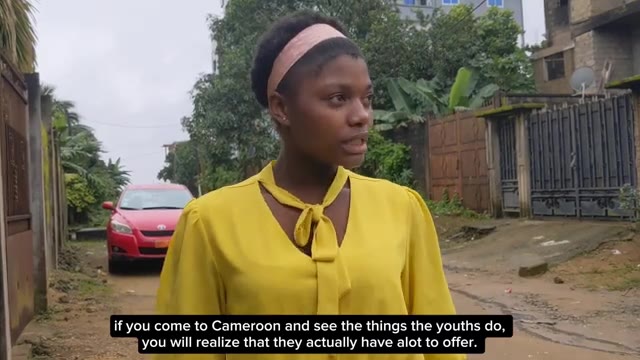 if you come to Cameroon and see the things the youths do,
you will realize that they actually have alot to offer.